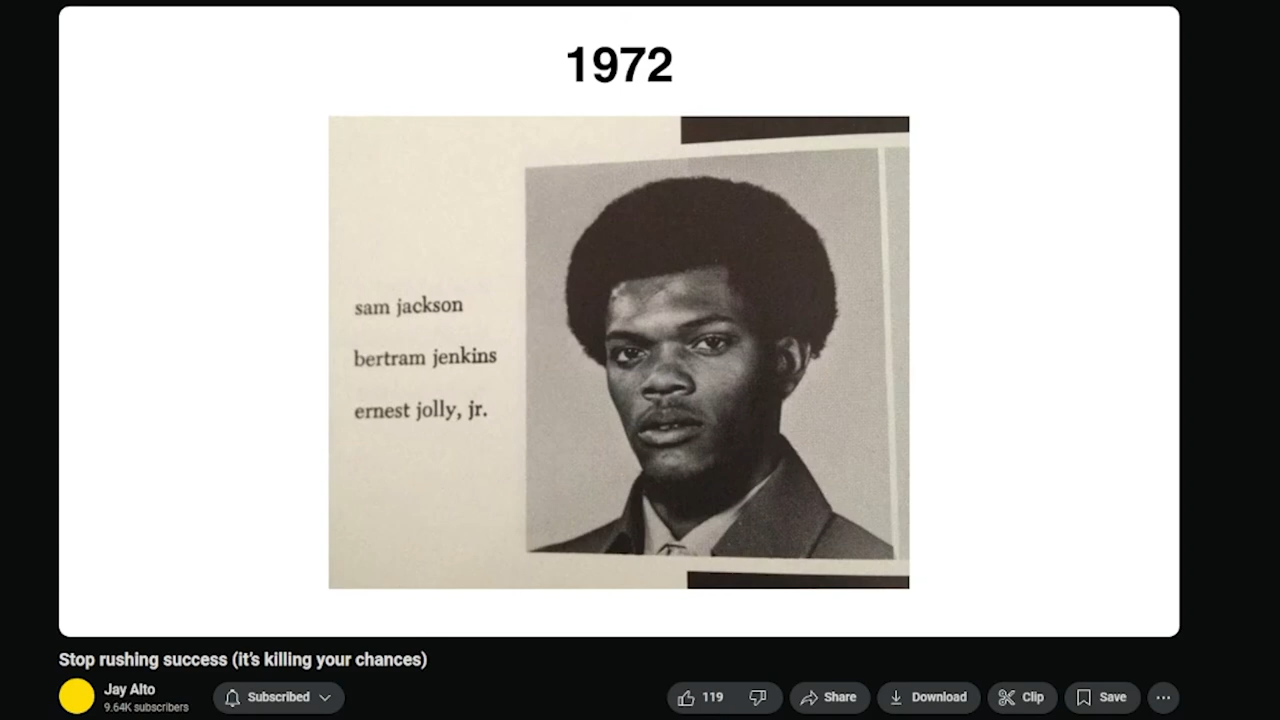 1972
sam jackson
bertram jenkins
ernest jolly, jr.
Stop rushing success (it's killing your chances)
Jay Alto
9.64K subscribers
Subscribed
119
Share
Download
Clip
Save